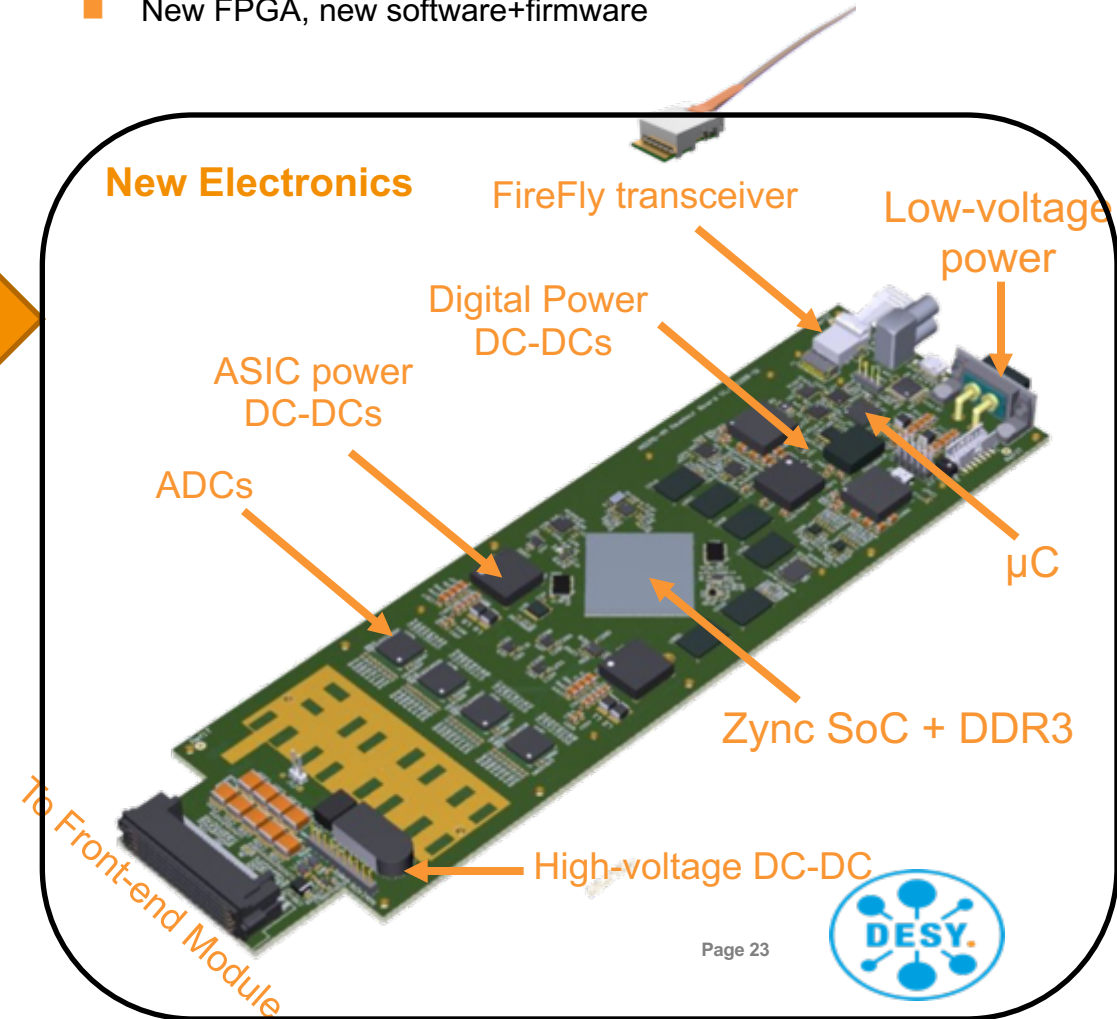 New FPGA, new software+firmware
New Electronics
FireFly transceiver
Low-voltage
power
Digital Power
DC-DCs
ASIC power
DC-DCs
ADCs
µC
Zync SoC + DDR3
To Front-end Module
High-voltage DC-DC
Page 23
DESY.